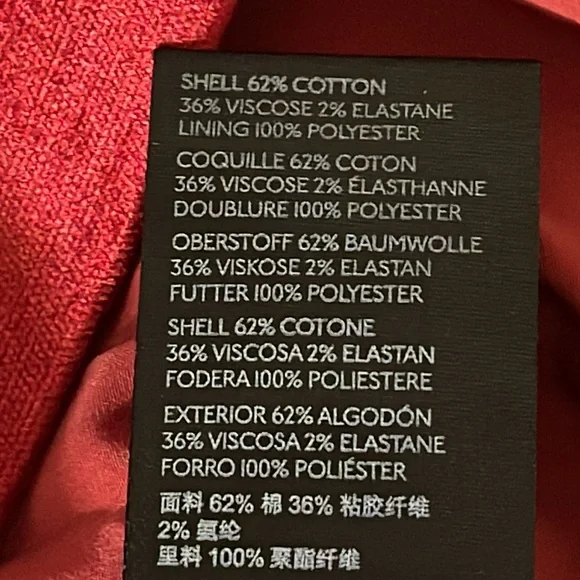 SHELL 62% COTTON
36% VISCOSE 2% ELASTANE
LINING 100% POLYESTER
COQUILLE 62% COTON
36% VISCOSE 2% ÉLASTHANNE
DOUBLURE 100% POLYESTER
OBERSTOFF 62% BAUMWOLLE
36% VISKOSE 2% ELASTAN
FUTTER 100% POLYESTER
SHELL 62% COTONE
36% VISCOSA 2% ELASTAN
FODERA 100% POLIESTERE
EXTERIOR 62% ALGODÓN
36% VISCOSA 2% ELASTANE
FORRO 100% POLIÉSTER
面料 62% 棉 36% 粘胶纤维
2% 氨纶
里料 100% 聚酯纤维